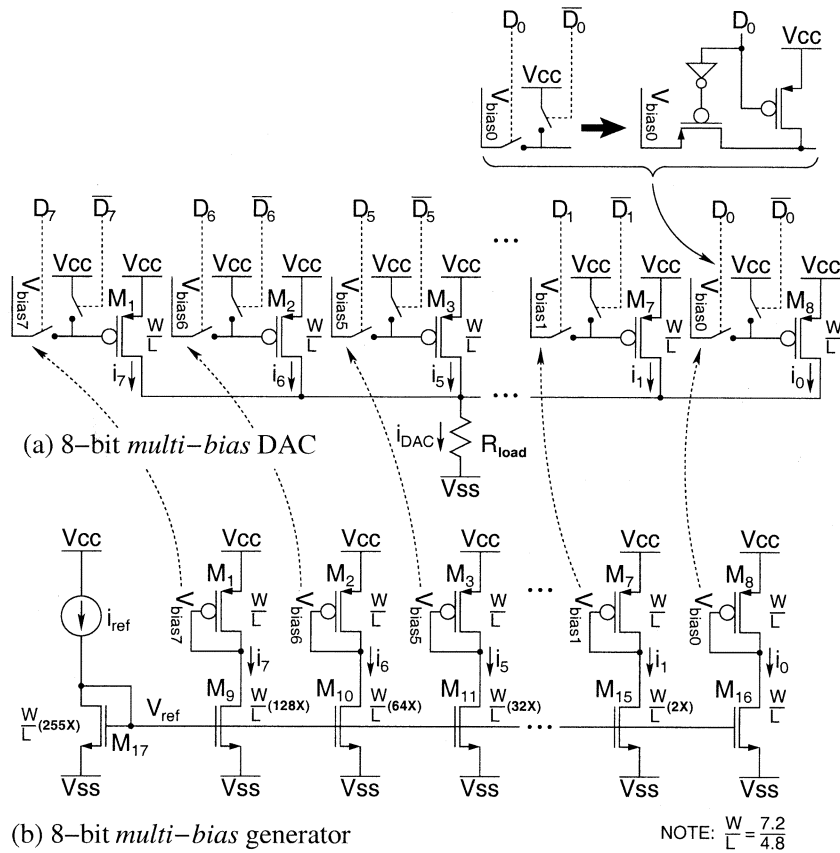 D₀ D̅₀ D₀
Vcc Vcc
Vbias0 Vbias0
D₇ D̅₇ D₆ D̅₆ D₅ D̅₅ ... D₁ D̅₁ D₀ D̅₀
Vcc Vcc Vcc Vcc Vcc Vcc Vcc Vcc Vcc Vcc
Vbias7 M₁ Vbias6 M₂ Vbias5 M₃ Vbias1 M₇ Vbias0 M₈
W/L W/L W/L W/L W/L
i₇ i₆ i₅ i₁ i₀
...
(a) 8−bit multi−bias DAC
iDAC Rload
Vss
Vcc Vcc Vcc Vcc Vcc Vcc
M₁ M₂ M₃ ... M₇ M₈
iref Vbias7 W/L Vbias6 W/L Vbias5 W/L Vbias1 W/L Vbias0 W/L
i₇ i₆ i₅ i₁ i₀
M₉ M₁₀ M₁₁ M₁₅ M₁₆
W/L (255X) Vref W/L (128X) W/L (64X) W/L (32X) ... W/L (2X) W/L
M₁₇
Vss Vss Vss Vss Vss Vss
(b) 8−bit multi−bias generator
NOTE: W/L = 7.2/4.8